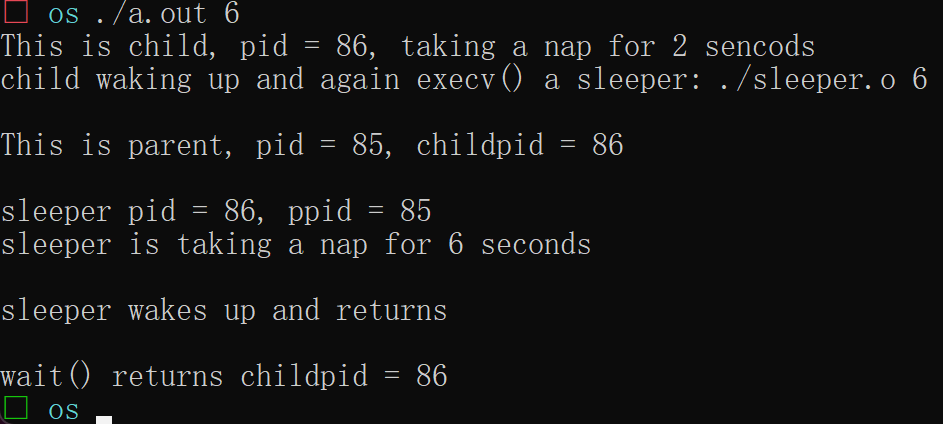 □ os ./a.out 6
This is child, pid = 86, taking a nap for 2 sencods
child waking up and again execv() a sleeper: ./sleeper.o 6
This is parent, pid = 85, childpid = 86
sleeper pid = 86, ppid = 85
sleeper is taking a nap for 6 seconds
sleeper wakes up and returns
wait() returns childpid = 86
□ os